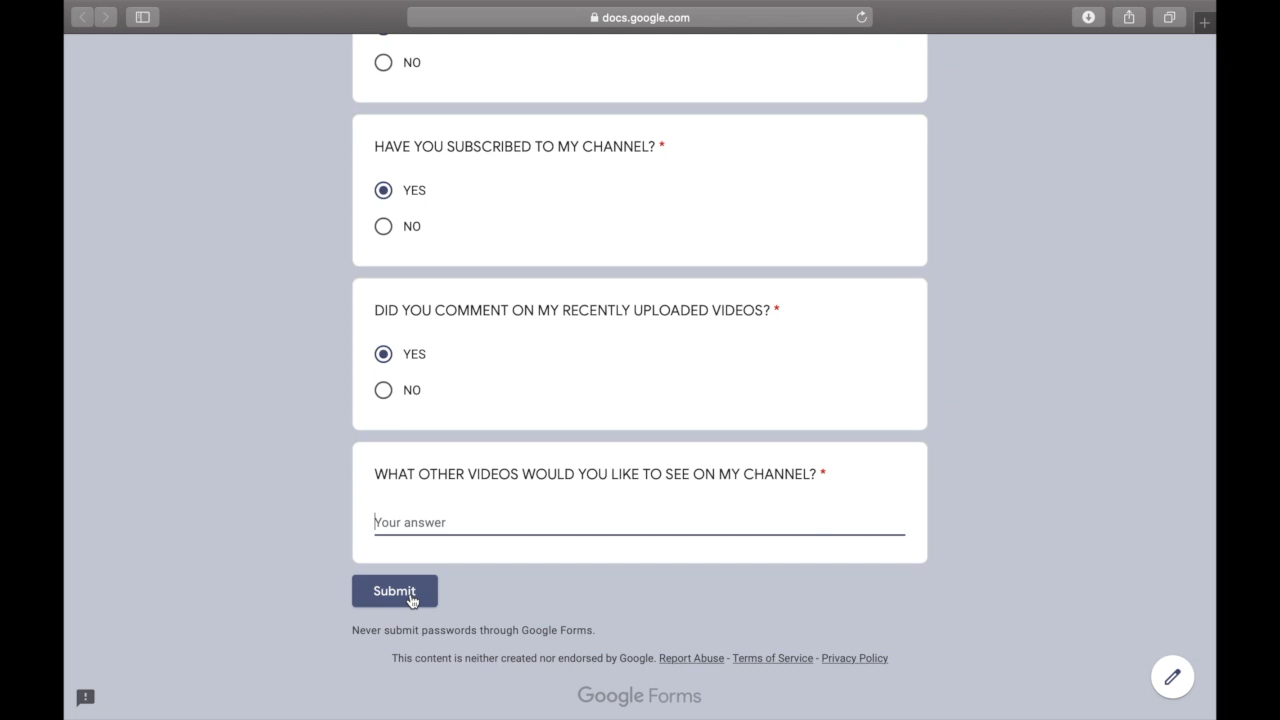 docs.google.com
NO
HAVE YOU SUBSCRIBED TO MY CHANNEL? *
YES
NO
DID YOU COMMENT ON MY RECENTLY UPLOADED VIDEOS? *
YES
NO
WHAT OTHER VIDEOS WOULD YOU LIKE TO SEE ON MY CHANNEL? *
Your answer
Submit
Never submit passwords through Google Forms.
This content is neither created nor endorsed by Google. Report Abuse - Terms of Service - Privacy Policy
Google Forms